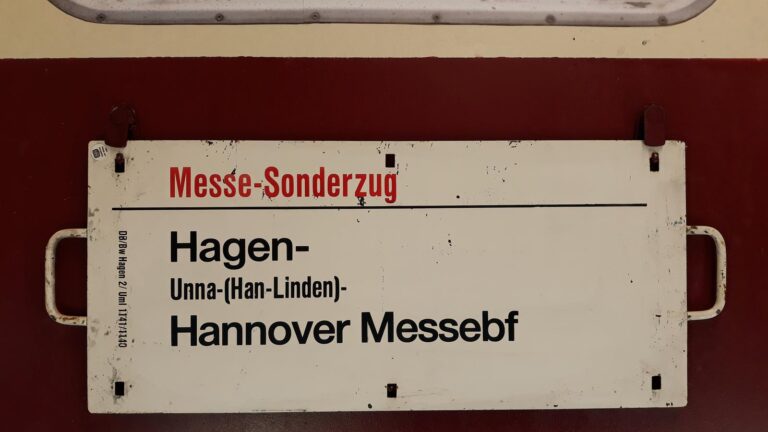 Messe-Sonderzug
Hagen-
Unna-(Han-Linden)-
Hannover Messebf
DB/Bw Hagen 2/ Uml 1141/1140